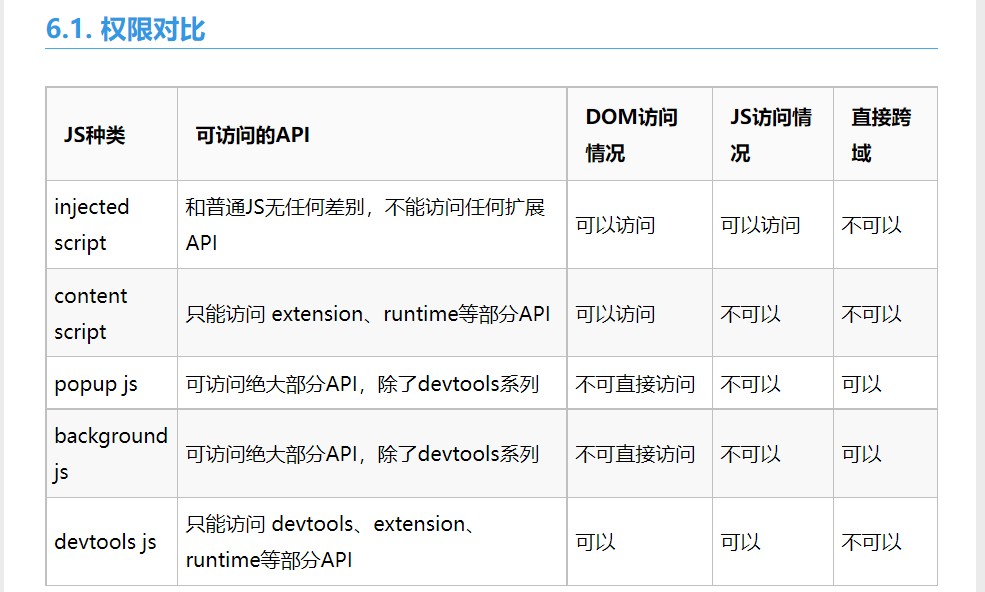 6.1. 权限对比
JS种类
可访问的API
DOM访问
情况
JS访问情
况
直接跨
域
injected
script
和普通JS无任何差别，不能访问任何扩展
API
可以访问
可以访问
不可以
content
script
只能访问 extension、runtime等部分API
可以访问
不可以
不可以
popup js
可访问绝大部分API，除了devtools系列
不可直接访问
不可以
可以
background
js
可访问绝大部分API，除了devtools系列
不可直接访问
不可以
可以
devtools js
只能访问 devtools、extension、
runtime等部分API
可以
可以
不可以